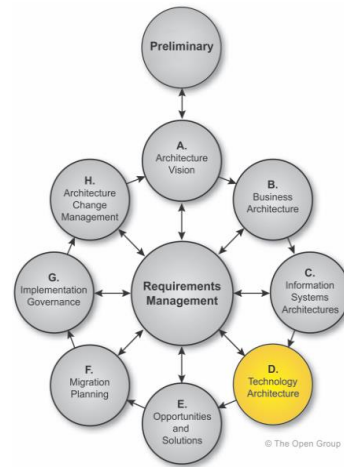 Preliminary
A.
Architecture
Vision
B.
Business
Architecture
C.
Information
Systems
Architectures
D.
Technology
Architecture
E.
Opportunities
and
Solutions
F.
Migration
Planning
G.
Implementation
Governance
H.
Architecture
Change
Management
Requirements
Management
© The Open Group